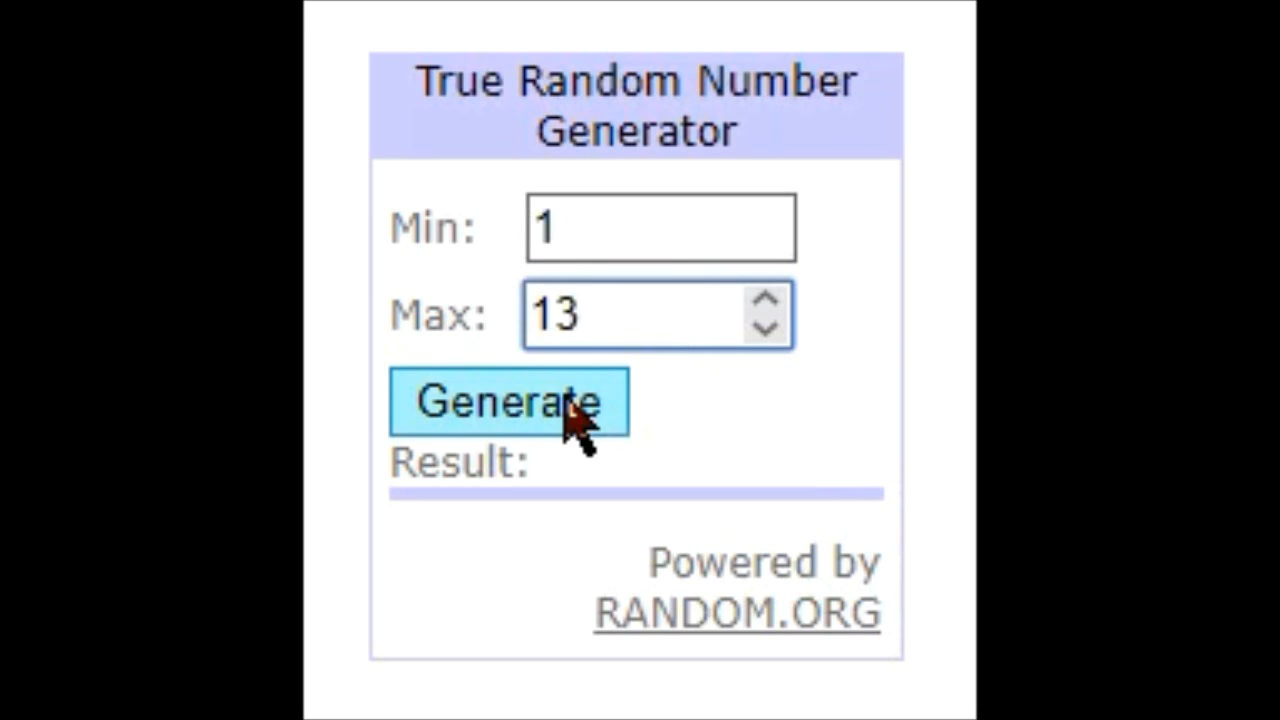 True Random Number
Generator
Min: 1
Max: 13
Generate
Result:
Powered by
RANDOM.ORG